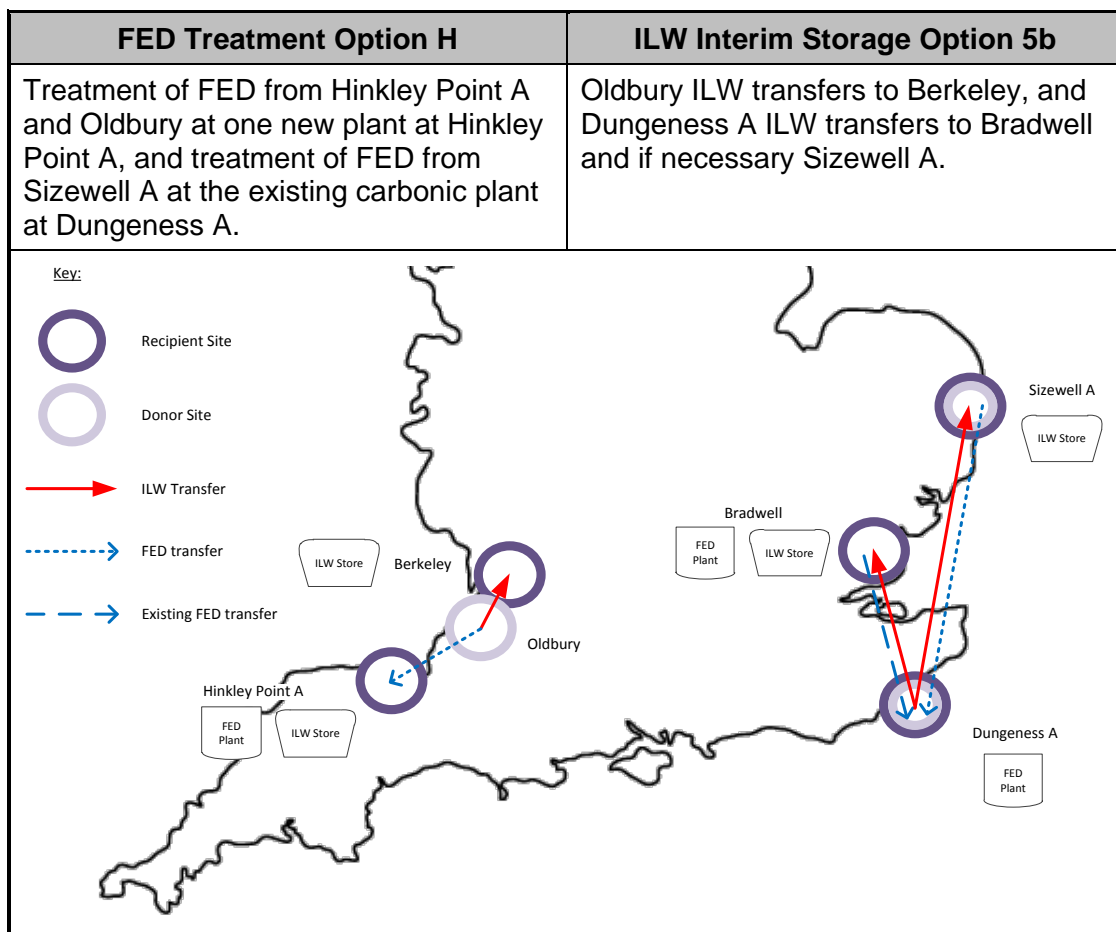 FED Treatment Option H
ILW Interim Storage Option 5b
Treatment of FED from Hinkley Point A
and Oldbury at one new plant at Hinkley
Point A, and treatment of FED from
Sizewell A at the existing carbonic plant
at Dungeness A.
Oldbury ILW transfers to Berkeley, and
Dungeness A ILW transfers to Bradwell
and if necessary Sizewell A.
Key:
Recipient Site
Donor Site
ILW Transfer
FED transfer
Existing FED transfer
Sizewell A
ILW Store
Bradwell
FED
Plant
ILW Store
ILW Store
Berkeley
Oldbury
Hinkley Point A
FED
Plant
ILW Store
Dungeness A
FED
Plant